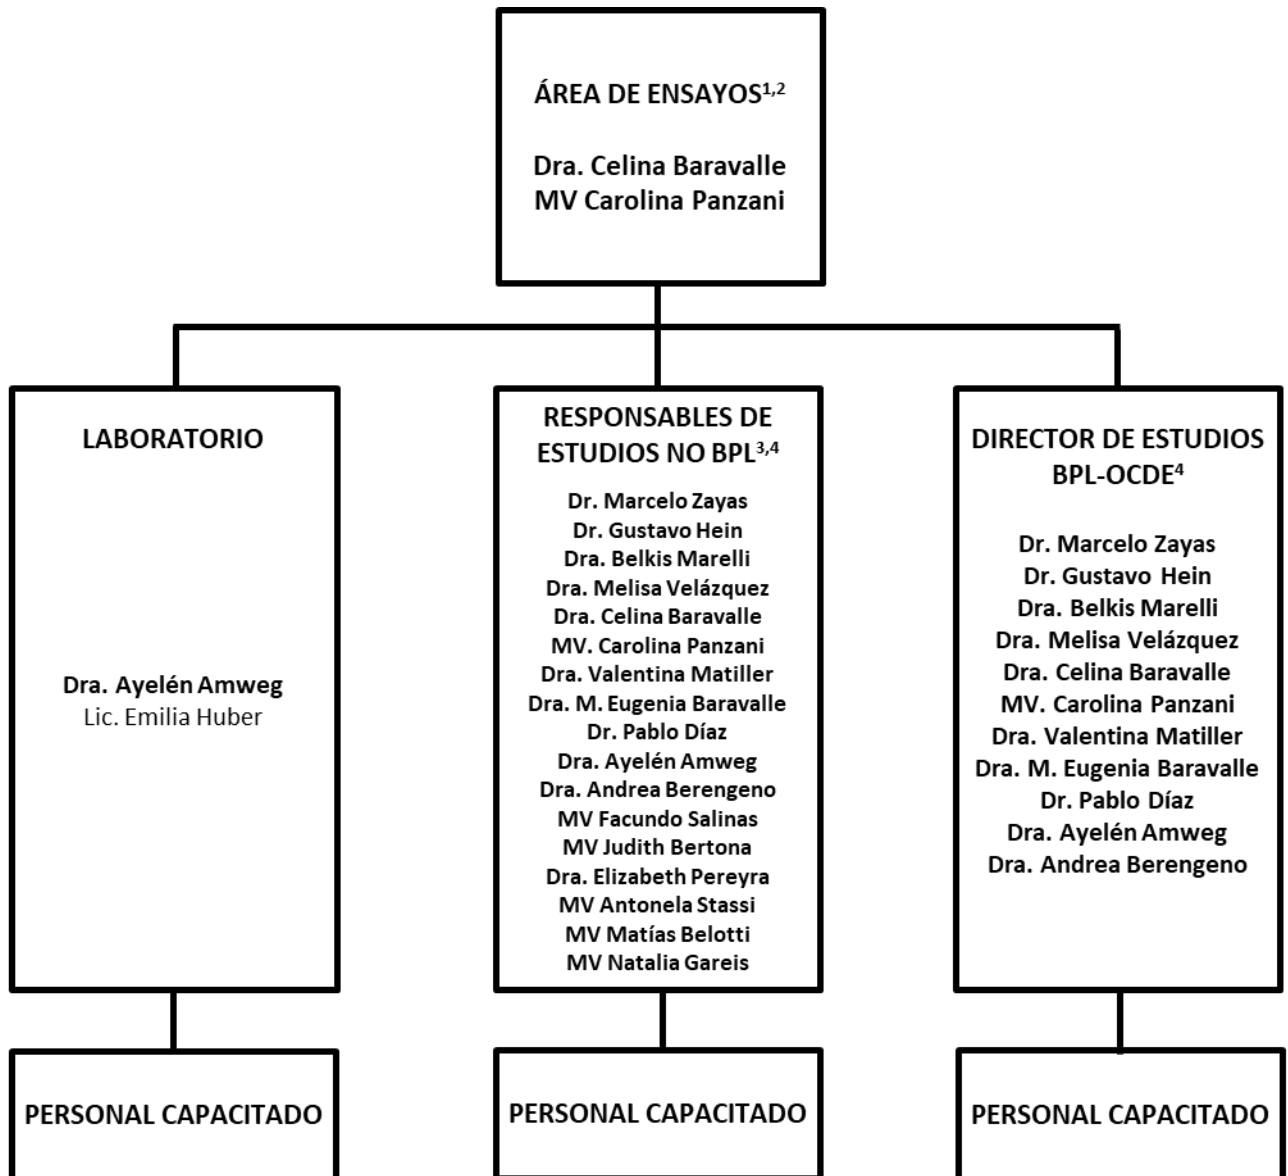 ÁREA DE ENSAYOS1,2
Dra. Celina Baravalle
MV Carolina Panzani
LABORATORIO
Dra. Ayelén Amweg
Lic. Emilia Huber
RESPONSABLES DE
ESTUDIOS NO BPL3,4
Dr. Marcelo Zayas
Dr. Gustavo Hein
Dra. Belkis Marelli
Dra. Melisa Velázquez
Dra. Celina Baravalle
MV. Carolina Panzani
Dra. Valentina Matiller
Dra. M. Eugenia Baravalle
Dr. Pablo Díaz
Dra. Ayelén Amweg
Dra. Andrea Berengeno
MV Facundo Salinas
MV Judith Bertona
Dra. Elizabeth Pereyra
MV Antonela Stassi
MV Matías Belotti
MV Natalia Gareis
DIRECTOR DE ESTUDIOS
BPL-OCDE4
Dr. Marcelo Zayas
Dr. Gustavo Hein
Dra. Belkis Marelli
Dra. Melisa Velázquez
Dra. Celina Baravalle
MV. Carolina Panzani
Dra. Valentina Matiller
Dra. M. Eugenia Baravalle
Dr. Pablo Díaz
Dra. Ayelén Amweg
Dra. Andrea Berengeno
PERSONAL CAPACITADO
PERSONAL CAPACITADO
PERSONAL CAPACITADO